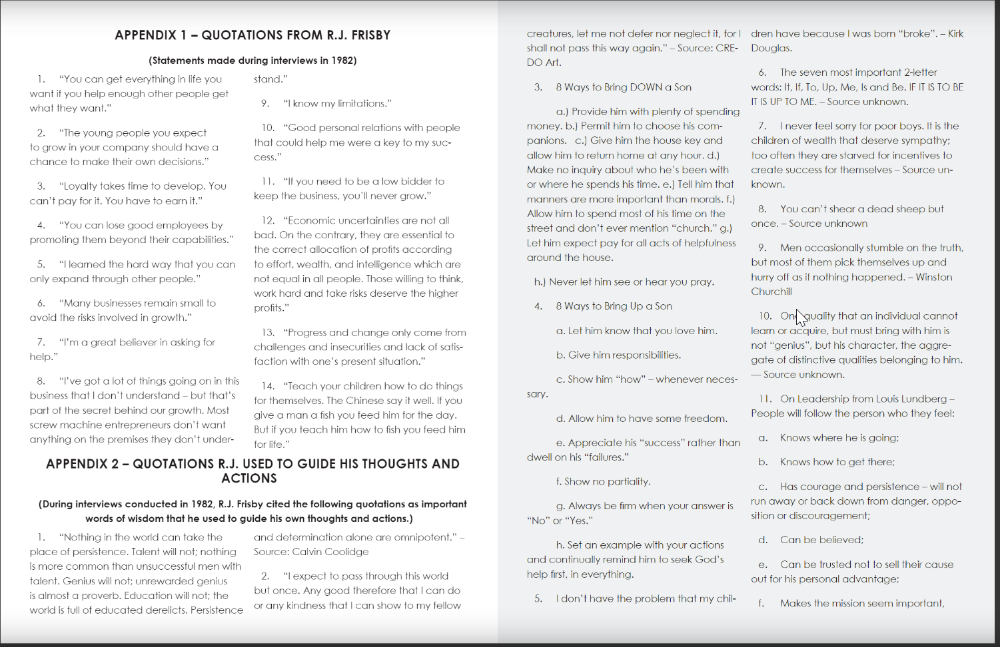 APPENDIX 1 – QUOTATIONS FROM R.J. FRISBY
(Statements made during interviews in 1982)
1. “You can get everything in life you
want if you help enough other people get
what they want.”
2. “The young people you expect
to grow in your company should have a
chance to make their own decisions.”
3. “Loyalty takes time to develop. You
can’t pay for it. You have to earn it.”
4. “You can lose good employees by
promoting them beyond their capabilities.”
5. “I learned the hard way that you can
only expand through other people.”
6. “Many businesses remain small to
avoid the risks involved in growth.”
7. “I’m a great believer in asking for
help.”
8. “I’ve got a lot of things going on in this
business that I don’t understand – but that’s
part of the secret behind our growth. Most
screw machine entrepreneurs don’t want
anything on the premises they don’t under-
stand.”
9. “I know my limitations.”
10. “Good personal relations with people
that could help me were a key to my suc-
cess.”
11. “If you need to be a low bidder to
keep the business, you’ll never grow.”
12. “Economic uncertainties are not all
bad. On the contrary, they are essential to
the correct allocation of profits according
to effort, wealth, and intelligence which are
not equal in all people. Those willing to think,
work hard and take risks deserve the higher
profits.”
13. “Progress and change only come from
challenges and insecurities and lack of satis-
faction with one’s present situation.”
14. “Teach your children how to do things
for themselves. The Chinese say it well. If you
give a man a fish you feed him for the day.
But if you teach him how to fish you feed him
for life.”
APPENDIX 2 – QUOTATIONS R.J. USED TO GUIDE HIS THOUGHTS AND
ACTIONS
(During interviews conducted in 1982, R.J. Frisby cited the following quotations as important
words of wisdom that he used to guide his own thoughts and actions.)
1. “Nothing in the world can take the
place of persistence. Talent will not; nothing
is more common than unsuccessful men with
talent. Genius will not; unrewarded genius
is almost a proverb. Education will not; the
world is full of educated derelicts. Persistence
and determination alone are omnipotent.” –
Source: Calvin Coolidge
2. “I expect to pass through this world
but once. Any good therefore that I can do
or any kindness that I can show to my fellow
creatures, let me not defer nor neglect it, for I
shall not pass this way again.” – Source: CRE-
DO Art.
3. 8 Ways to Bring DOWN a Son
a.) Provide him with plenty of spending
money. b.) Permit him to choose his com-
panions. c.) Give him the house key and
allow him to return home at any hour. d.)
Make no inquiry about who he’s been with
or where he spends his time. e.) Tell him that
manners are more important than morals. f.)
Allow him to spend most of his time on the
street and don’t ever mention “church.” g.)
Let him expect pay for all acts of helpfulness
around the house.
h.) Never let him see or hear you pray.
4. 8 Ways to Bring Up a Son
a. Let him know that you love him.
b. Give him responsibilities.
c. Show him “how” – whenever neces-
sary.
d. Allow him to have some freedom.
e. Appreciate his “success” rather than
dwell on his “failures.”
f. Show no partiality.
g. Always be firm when your answer is
“No” or “Yes.”
h. Set an example with your actions
and continually remind him to seek God’s
help first, in everything.
5. I don’t have the problem that my chil-
dren have because I was born “broke”. – Kirk
Douglas.
6. The seven most important 2-letter
words: It, If, To, Up, Me, Is and Be. IF IT IS TO BE
IT IS UP TO ME. – Source unknown.
7. I never feel sorry for poor boys. It is the
children of wealth that deserve sympathy;
too often they are starved for incentives to
create success for themselves – Source un-
known.
8. You can’t shear a dead sheep but
once. – Source unknown
9. Men occasionally stumble on the truth,
but most of them pick themselves up and
hurry off as if nothing happened. – Winston
Churchill
10. One quality that an individual cannot
learn or acquire, but must bring with him is
not “genius”, but his character, the aggre-
gate of distinctive qualities belonging to him.
— Source unknown.
11. On Leadership from Louis Lundberg –
People will follow the person who they feel:
a. Knows where he is going;
b. Knows how to get there;
c. Has courage and persistence – will not
run away or back down from danger, oppo-
sition or discouragement;
d. Can be believed;
e. Can be trusted not to sell their cause
out for his personal advantage;
f. Makes the mission seem important,